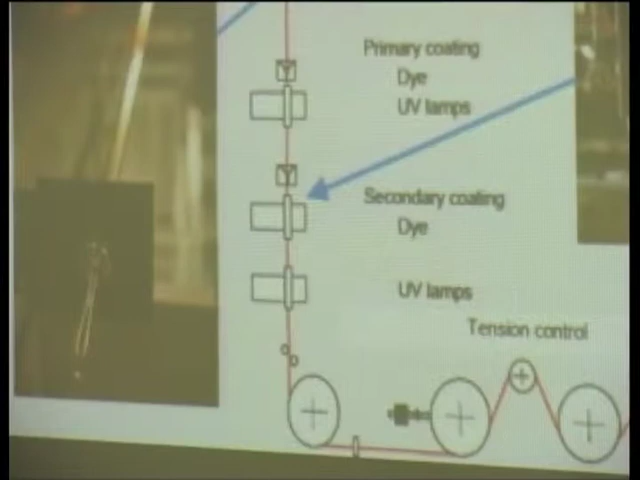 Primary coating
Dye
UV lamps
Secondary coating
Dye
UV lamps
Tension control